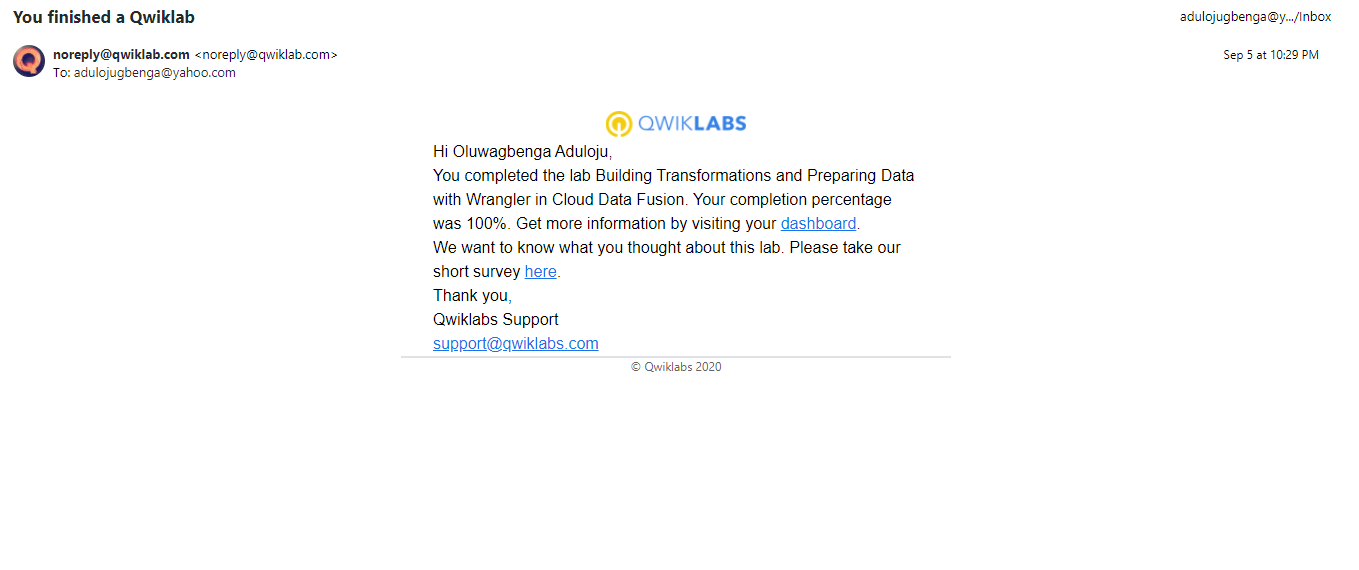 You finished a Qwiklab
adulojugbenga@y.../Inbox
noreply@qwiklab.com <noreply@qwiklab.com>
Sep 5 at 10:29 PM
To: adulojugbenga@yahoo.com
QWIKLABS
Hi Oluwagbenga Aduloju,
You completed the lab Building Transformations and Preparing Data
with Wrangler in Cloud Data Fusion. Your completion percentage
was 100%. Get more information by visiting your dashboard.
We want to know what you thought about this lab. Please take our
short survey here.
Thank you,
Qwiklabs Support
support@qwiklabs.com
© Qwiklabs 2020